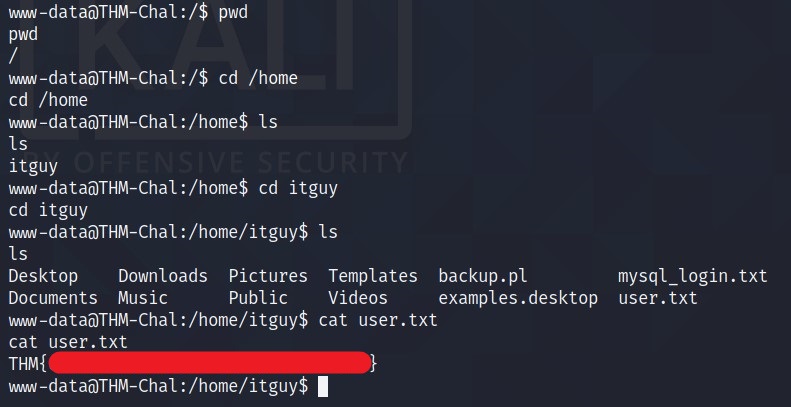 www-data@THM-Chal:/$ pwd
pwd
/
www-data@THM-Chal:/$ cd /home
cd /home
www-data@THM-Chal:/home$ ls
ls
itguy
BY OFFENSIVE SECURITY
www-data@THM-Chal:/home$ cd itguy
cd itguy
www-data@THM-Chal:/home/itguy$ ls
ls
Desktop    Downloads  Pictures  Templates  backup.pl         mysql_login.txt
Documents  Music      Public    Videos     examples.desktop  user.txt
www-data@THM-Chal:/home/itguy$ cat user.txt
cat user.txt
THM{ }
www-data@THM-Chal:/home/itguy$